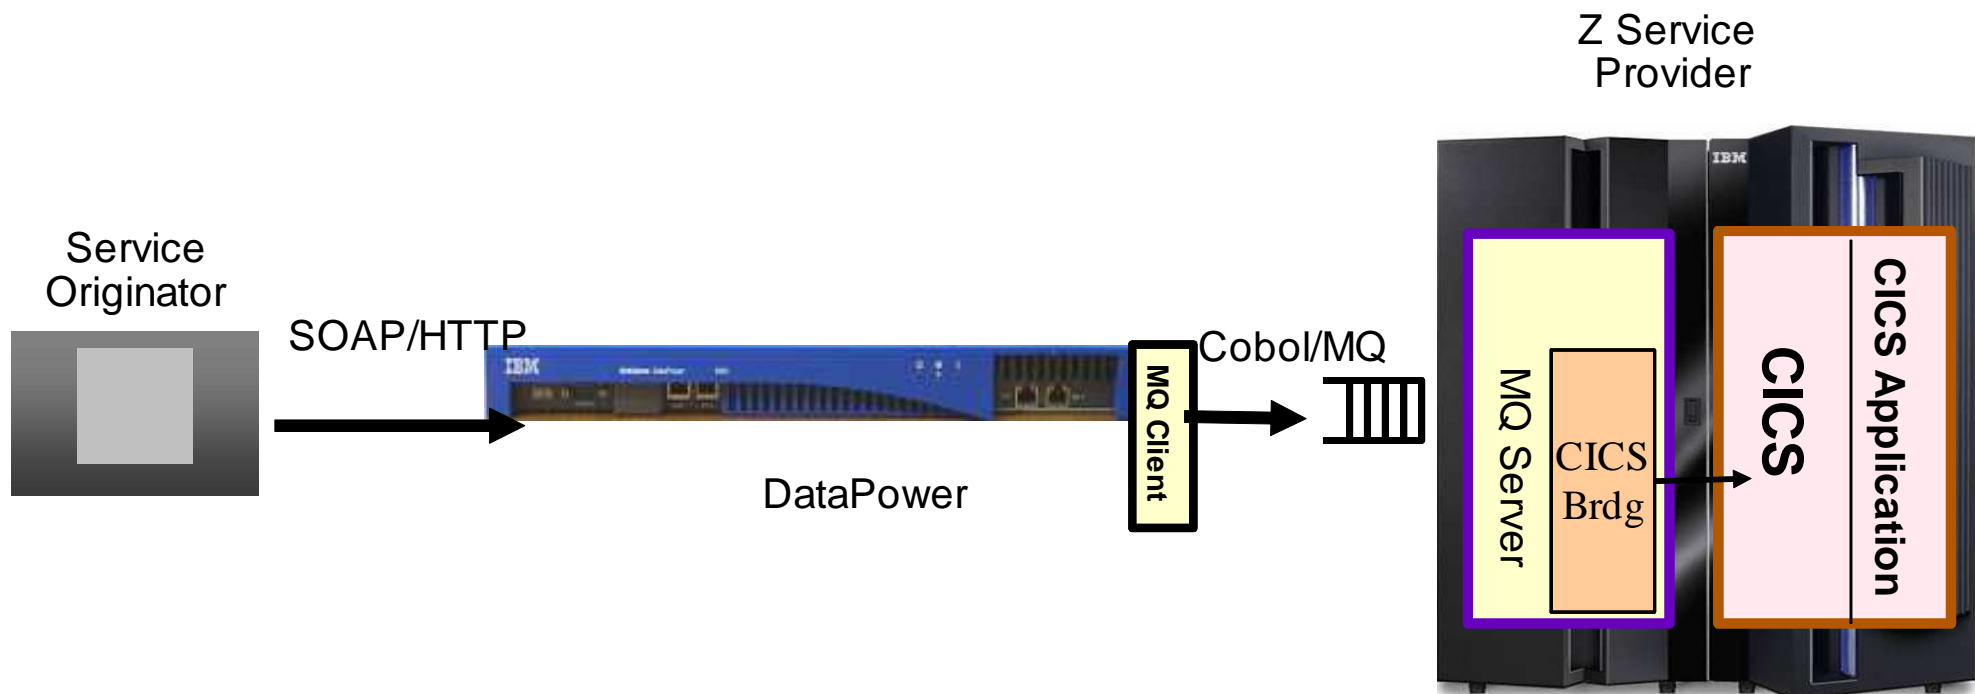 Z Service
Provider
Service
Originator
SOAP/HTTP
IBM
DataPower
MQ Client
Cobol/MQ
IBM
MQ Server
CICS
Brdg
CICS
CICS Application